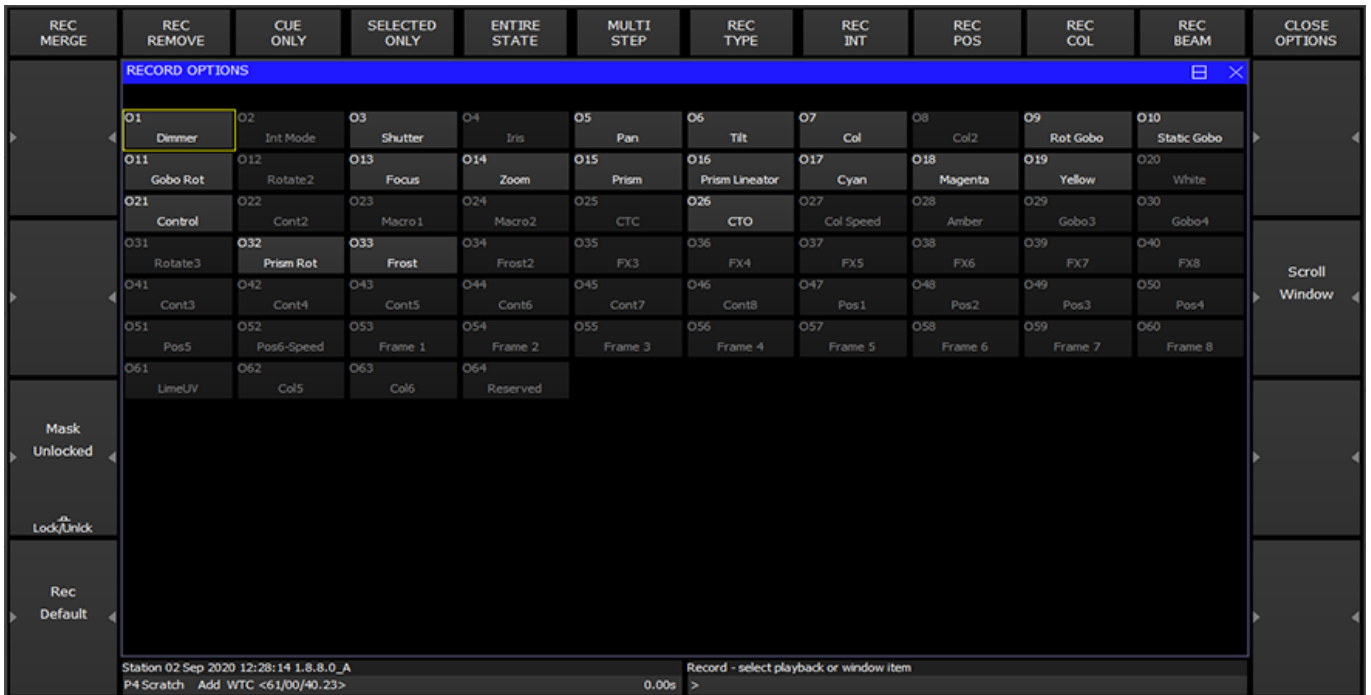 REC MERGE
REC REMOVE
CUE ONLY
SELECTED ONLY
ENTIRE STATE
MULTI STEP
REC TYPE
REC INT
REC POS
REC COL
REC BEAM
CLOSE OPTIONS
RECORD OPTIONS
O1 Dimmer
O2 Int Mode
O3 Shutter
O4 Iris
O5 Pan
O6 Tilt
O7 Col
O8 Col2
O9 Rot Gobo
O10 Static Gobo
O11 Gobo Rot
O12 Rotate2
O13 Focus
O14 Zoom
O15 Prism
O16 Prism Lineator
O17 Cyan
O18 Magenta
O19 Yellow
O20 White
O21 Control
O22 Cont2
O23 Macro1
O24 Macro2
O25 CTC
O26 CTO
O27 Col Speed
O28 Amber
O29 Gobo3
O30 Gobo4
O31 Rotate3
O32 Prism Rot
O33 Frost
O34 Frost2
O35 FX3
O36 FX4
O37 FX5
O38 FX6
O39 FX7
O40 FX8
O41 Cont3
O42 Cont4
O43 Cont5
O44 Cont6
O45 Cont7
O46 Cont8
O47 Pos1
O48 Pos2
O49 Pos3
O50 Pos4
O51 Pos5
O52 Pos6-Speed
O53 Frame 1
O54 Frame 2
O55 Frame 3
O56 Frame 4
O57 Frame 5
O58 Frame 6
O59 Frame 7
O60 Frame 8
O61 LimeUV
O62 Col5
O63 Col6
O64 Reserved
Scroll
Window
Mask
Unlocked
Lock/Unlck
Rec
Default
Station 02 Sep 2020 12:28:14 1.8.8.0_A
Record - select playback or window item
P4 Scratch Add WTC <61/00/40.23> 0.00s >